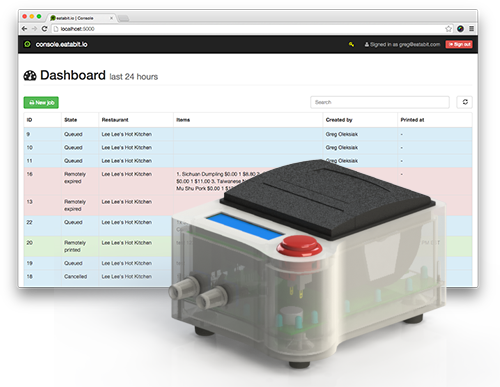 eatabit.io | Console
localhost:5000
console.eatabit.io
Signed in as greg@eatabit.com
Sign out
Dashboard last 24 hours
New job
Search
ID State Restaurant Items Created by Printed at
9 Queued Lee Lee's Hot Kitchen Greg Oleksiak -
10 Queued Lee Lee's Hot Kitchen -
11 Queued Lee Lee's Hot Kitchen Greg Oleksiak -
16 Remotely expired Lee Lee's Hot Kitchen 1. Sichuan Dumpling $0.00 1 $8.80 2.
$0.00 1 $11.00 3. Taiwanese
Mu Shu Pork $0.00 1
13 Remotely expired Lee Lee's Hot Kitchen
22 Queued Lee Lee's Hot Kitchen
20 Remotely printed Lee Lee's Hot Kitchen
19 Queued Lee Lee's Hot Kitchen
18 Cancelled Lee Lee's Hot Kitchen